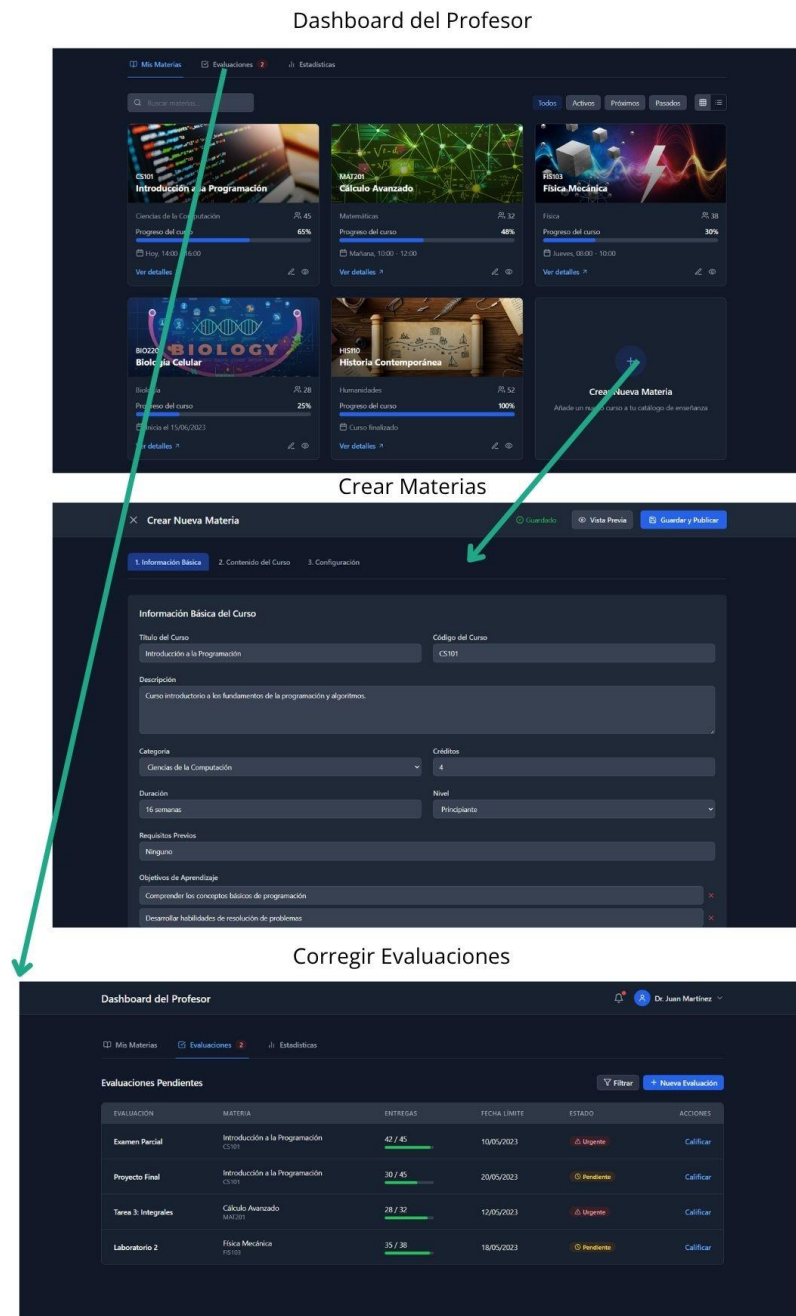 Dashboard del Profesor
Mis Materias Evaluaciones 2 Estadísticas
Buscar materias... Todos Activos Próximos Pasados
CS101 MAT201 FIS103
Introducción a la Programación Cálculo Avanzado Física Mecánica
Ciencias de la Computación 45 Matemáticas 32 Física 38
Progreso del curso 65% Progreso del curso 48% Progreso del curso 30%
Hoy, 14:00 - 16:00 Mañana, 10:00 - 12:00 Jueves, 08:00 - 10:00
Ver detalles Ver detalles Ver detalles
BIOLOGY
BIO220 HIS110
Biología Celular Historia Contemporánea
Crear Nueva Materia
Biología 28 Humanidades 52
Progreso del curso 25% Progreso del curso 100% Añade un nuevo curso a tu catálogo de enseñanza
Inicia el 15/06/2023 Curso finalizado
Ver detalles Ver detalles
Crear Materias
Crear Nueva Materia Guardado Vista Previa Guardar y Publicar
1. Información Básica 2. Contenido del Curso 3. Configuración
Información Básica del Curso
Título del Curso Código del Curso
Introducción a la Programación CS101
Descripción
Curso introductorio a los fundamentos de la programación y algoritmos.
Categoría Créditos
Ciencias de la Computación 4
Duración Nivel
16 semanas Principiante
Requisitos Previos
Ninguno
Objetivos de Aprendizaje
Comprender los conceptos básicos de programación
Desarrollar habilidades de resolución de problemas
Corregir Evaluaciones
Dashboard del Profesor Dr. Juan Martínez
Mis Materias Evaluaciones 2 Estadísticas
Evaluaciones Pendientes Filtrar + Nueva Evaluación
EVALUACIÓN MATERIA ENTREGAS FECHA LÍMITE ESTADO ACCIONES
Examen Parcial Introducción a la Programación 42 / 45 10/05/2023 Urgente Calificar
CS101
Proyecto Final Introducción a la Programación 30 / 45 20/05/2023 Pendiente Calificar
CS101
Tarea 3: Integrales Cálculo Avanzado 28 / 32 12/05/2023 Urgente Calificar
MAT201
Laboratorio 2 Física Mecánica 35 / 38 18/05/2023 Pendiente Calificar
FIS103